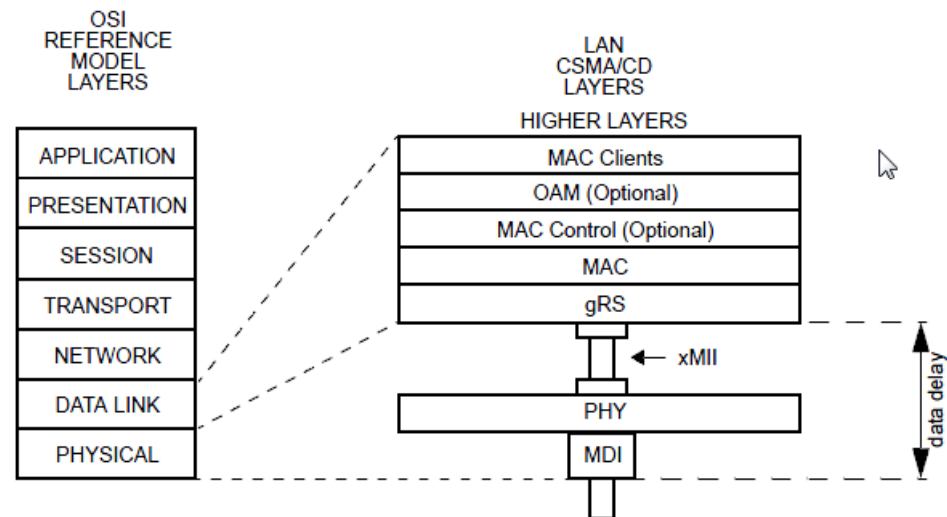 OSI
REFERENCE
MODEL
LAYERS
APPLICATION
PRESENTATION
SESSION
TRANSPORT
NETWORK
DATA LINK
PHYSICAL
LAN
CSMA/CD
LAYERS
HIGHER LAYERS
MAC Clients
OAM (Optional)
MAC Control (Optional)
MAC
gRS
xMII
PHY
MDI
data delay